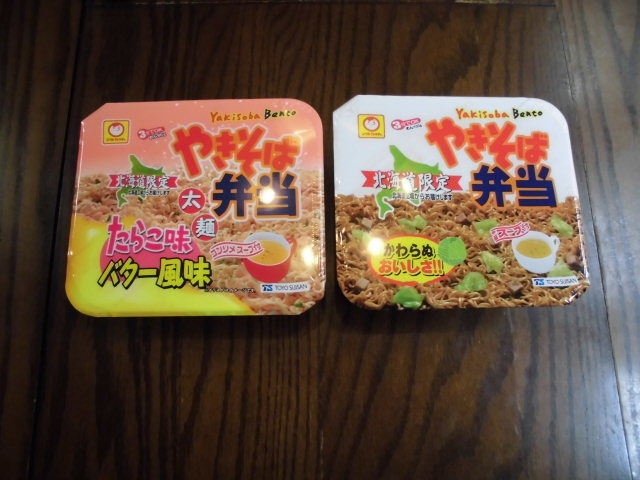 Yakisoba Bento
やきそば
弁当
北海道限定
太
麺
たらこ味
バター風味
コンソメスープ付
TOYO SUISAN
Yakisoba Bento
やきそば
弁当
北海道限定
かわらぬ
おいしさ!!
スープ付
TOYO SUISAN